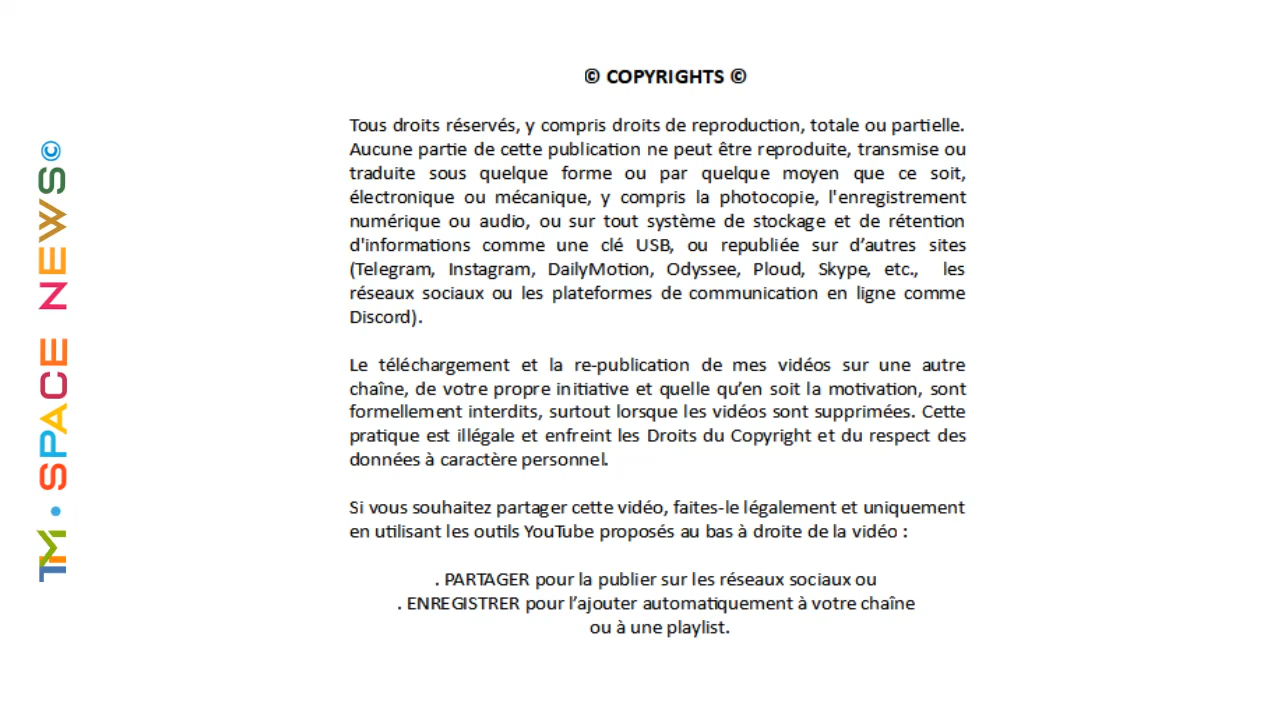 © COPYRIGHTS ©
Tous droits réservés, y compris droits de reproduction, totale ou partielle.
Aucune partie de cette publication ne peut être reproduite, transmise ou
traduite sous quelque forme ou par quelque moyen que ce soit,
électronique ou mécanique, y compris la photocopie, l'enregistrement
numérique ou audio, ou sur tout système de stockage et de rétention
d'informations comme une clé USB, ou republiée sur d’autres sites
(Telegram, Instagram, DailyMotion, Odyssee, Ploud, Skype, etc., les
réseaux sociaux ou les plateformes de communication en ligne comme
Discord).
Le téléchargement et la re-publication de mes vidéos sur une autre
chaîne, de votre propre initiative et quelle qu’en soit la motivation, sont
formellement interdits, surtout lorsque les vidéos sont supprimées. Cette
pratique est illégale et enfreint les Droits du Copyright et du respect des
données à caractère personnel.
Si vous souhaitez partager cette vidéo, faites-le légalement et uniquement
en utilisant les outils YouTube proposés au bas à droite de la vidéo :
. PARTAGER pour la publier sur les réseaux sociaux ou
. ENREGISTRER pour l’ajouter automatiquement à votre chaîne
ou à une playlist.
TM • SPACE NEWS©